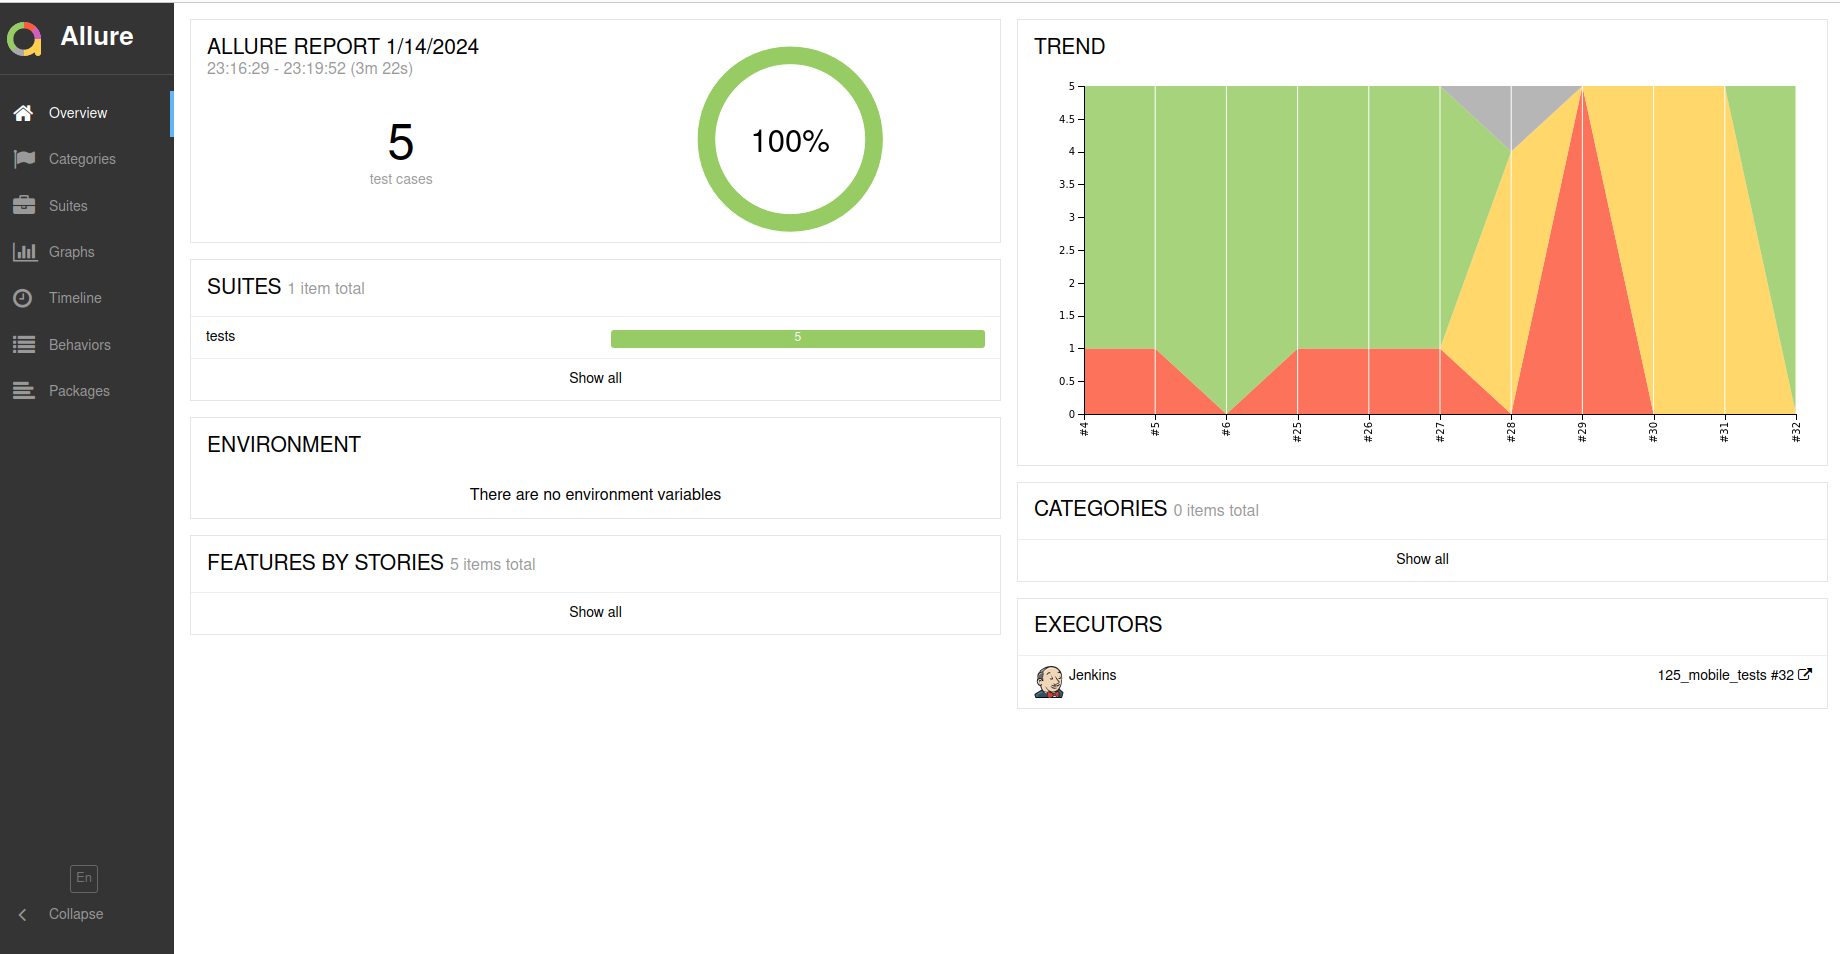 Allure
Overview
Categories
Suites
Graphs
Timeline
Behaviors
Packages
En
Collapse
ALLURE REPORT 1/14/2024
23:16:29 - 23:19:52 (3m 22s)
5
test cases
100%
SUITES 1 item total
tests 5
Show all
ENVIRONMENT
There are no environment variables
FEATURES BY STORIES 5 items total
Show all
TREND
5
4.5
4
3.5
3
2.5
2
1.5
1
0.5
0
#4 #5 #6 #25 #26 #27 #28 #29 #30 #31 #32
CATEGORIES 0 items total
Show all
EXECUTORS
Jenkins 125_mobile_tests #32